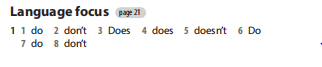 Language focus page 21
1 1 do 2 don't 3 Does 4 does 5 doesn't 6 Do
7 do 8 don't